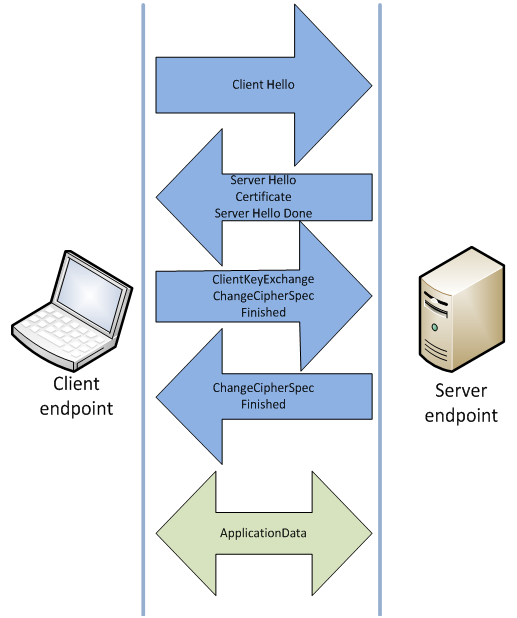 Client Hello
Server Hello
Certificate
Server Hello Done
ClientKeyExchange
ChangeCipherSpec
Finished
Client
endpoint
Server
endpoint
ChangeCipherSpec
Finished
ApplicationData